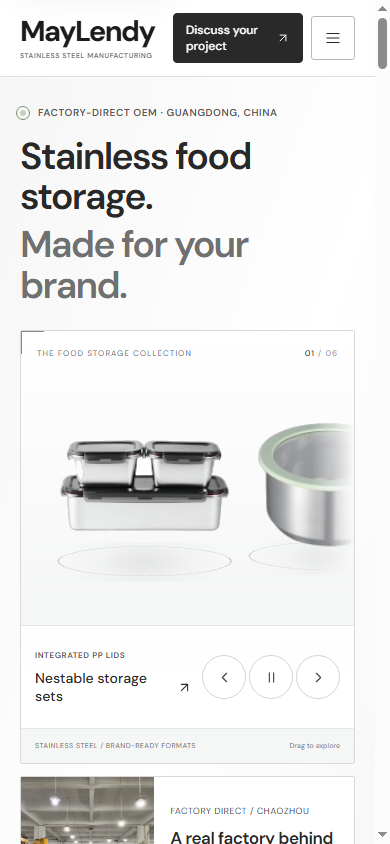 MayLendy
STAINLESS STEEL MANUFACTURING
Discuss your
project
FACTORY-DIRECT OEM · GUANGDONG, CHINA
Stainless food
storage.
Made for your
brand.
THE FOOD STORAGE COLLECTION
01 / 06
INTEGRATED PP LIDS
Nestable storage
sets
STAINLESS STEEL / BRAND-READY FORMATS
Drag to explore
FACTORY DIRECT / CHAOZHOU
A real factory behind